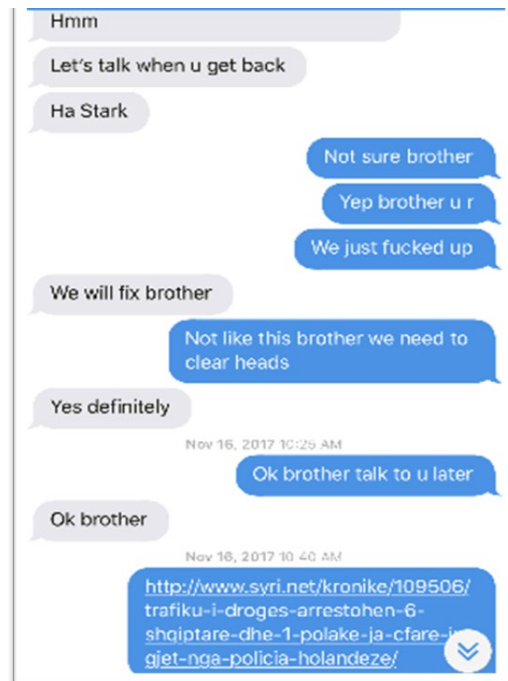 Hmm
Let's talk when u get back
Ha Stark
Not sure brother
Yep brother u r
We just fucked up
We will fix brother
Not like this brother we need to
clear heads
Yes definitely
Nov 16, 2017 10:25 AM
Ok brother talk to u later
Ok brother
Nov 16, 2017 10:40 AM
http://www.syri.net/kronike/109506/
trafiku-i-droges-arrestohen-6-
shqiptare-dhe-1-polake-ja-cfare-
gjet-nga-policia-holandeze/